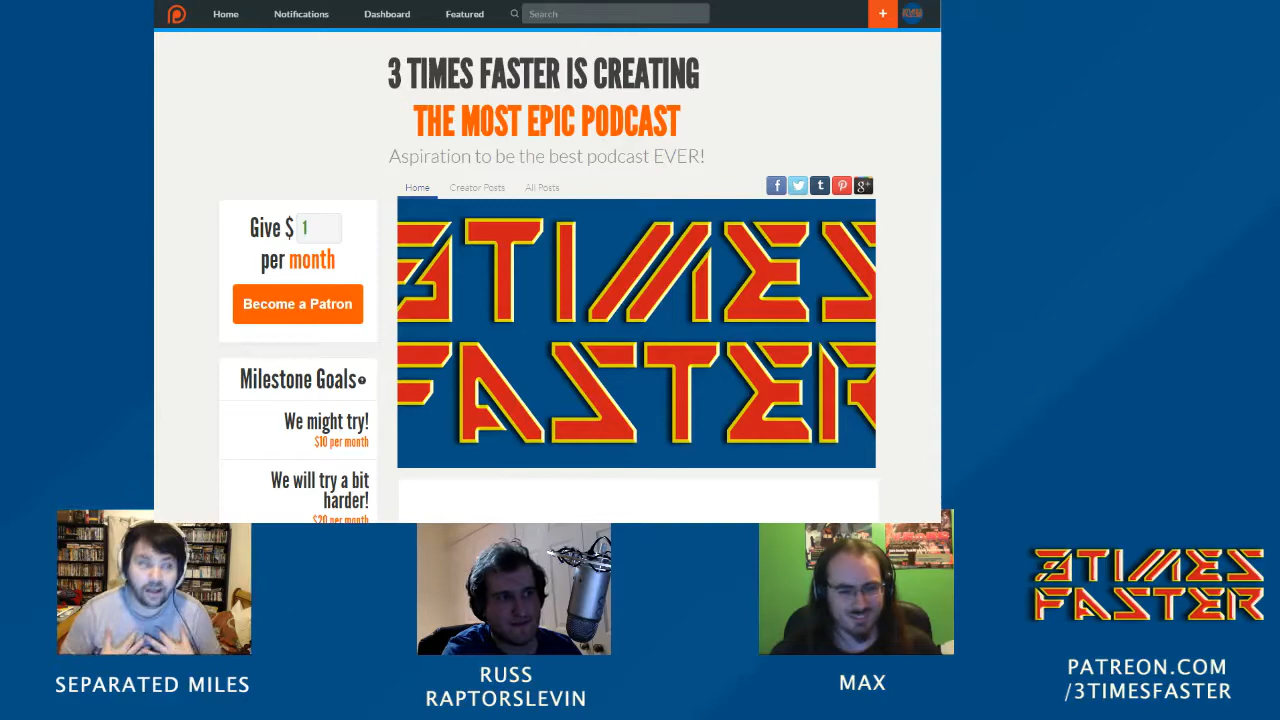 Home
Notifications
Dashboard
Featured
Search
+
3 TIMES FASTER IS CREATING
THE MOST EPIC PODCAST
Aspiration to be the best podcast EVER!
Home
Creator Posts
All Posts
Give $ 1
per month
Become a Patron
Milestone Goals
We might try!
$10 per month
We will try a bit
harder!
$20 per month
3TIMES
FASTER
SEPARATED MILES
RUSS
RAPTORSLEVIN
MAX
3TIMES
FASTER
PATREON.COM
/3TIMESFASTER